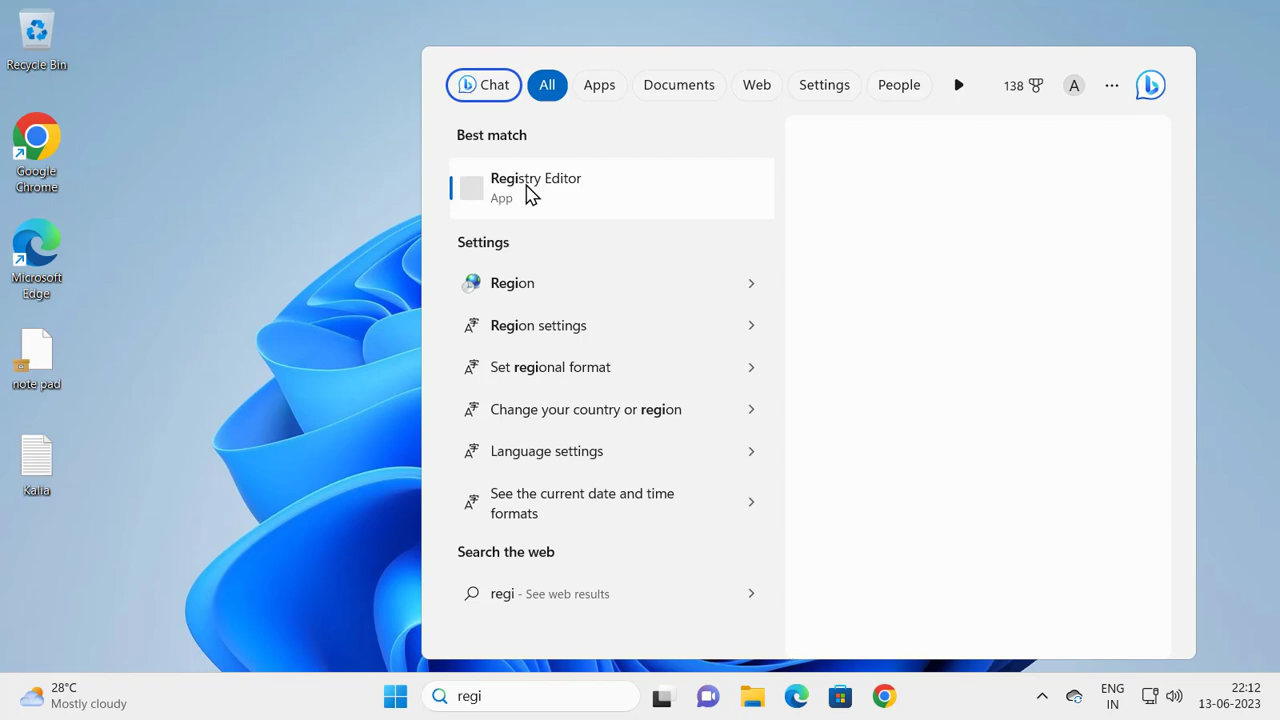 Recycle Bin
Google
Chrome
Microsoft
Edge
note pad
Kalia
Chat
All
Apps
Documents
Web
Settings
People
138
A
Best match
Registry Editor
App
Settings
Region
Region settings
Set regional format
Change your country or region
Language settings
See the current date and time
formats
Search the web
regi - See web results
28°C
Mostly cloudy
regi
ENG
IN
22:12
13-06-2023